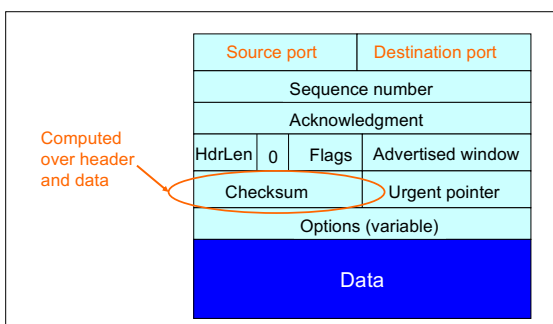 Source port
Destination port
Sequence number
Acknowledgment
HdrLen
0
Flags
Advertised window
Computed
over header
and data
Checksum
Urgent pointer
Options (variable)
Data